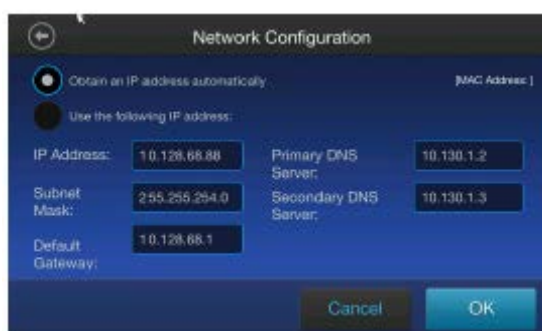 Network Configuration
Obtain an IP address automatically
[MAC Address: ]
Use the following IP address:
IP Address:
10.128.68.88
Primary DNS
Server:
10.130.1.2
Subnet
Mask:
255.255.254.0
Secondary DNS
Server:
10.130.1.3
Default
Gateway:
10.128.68.1
Cancel
OK